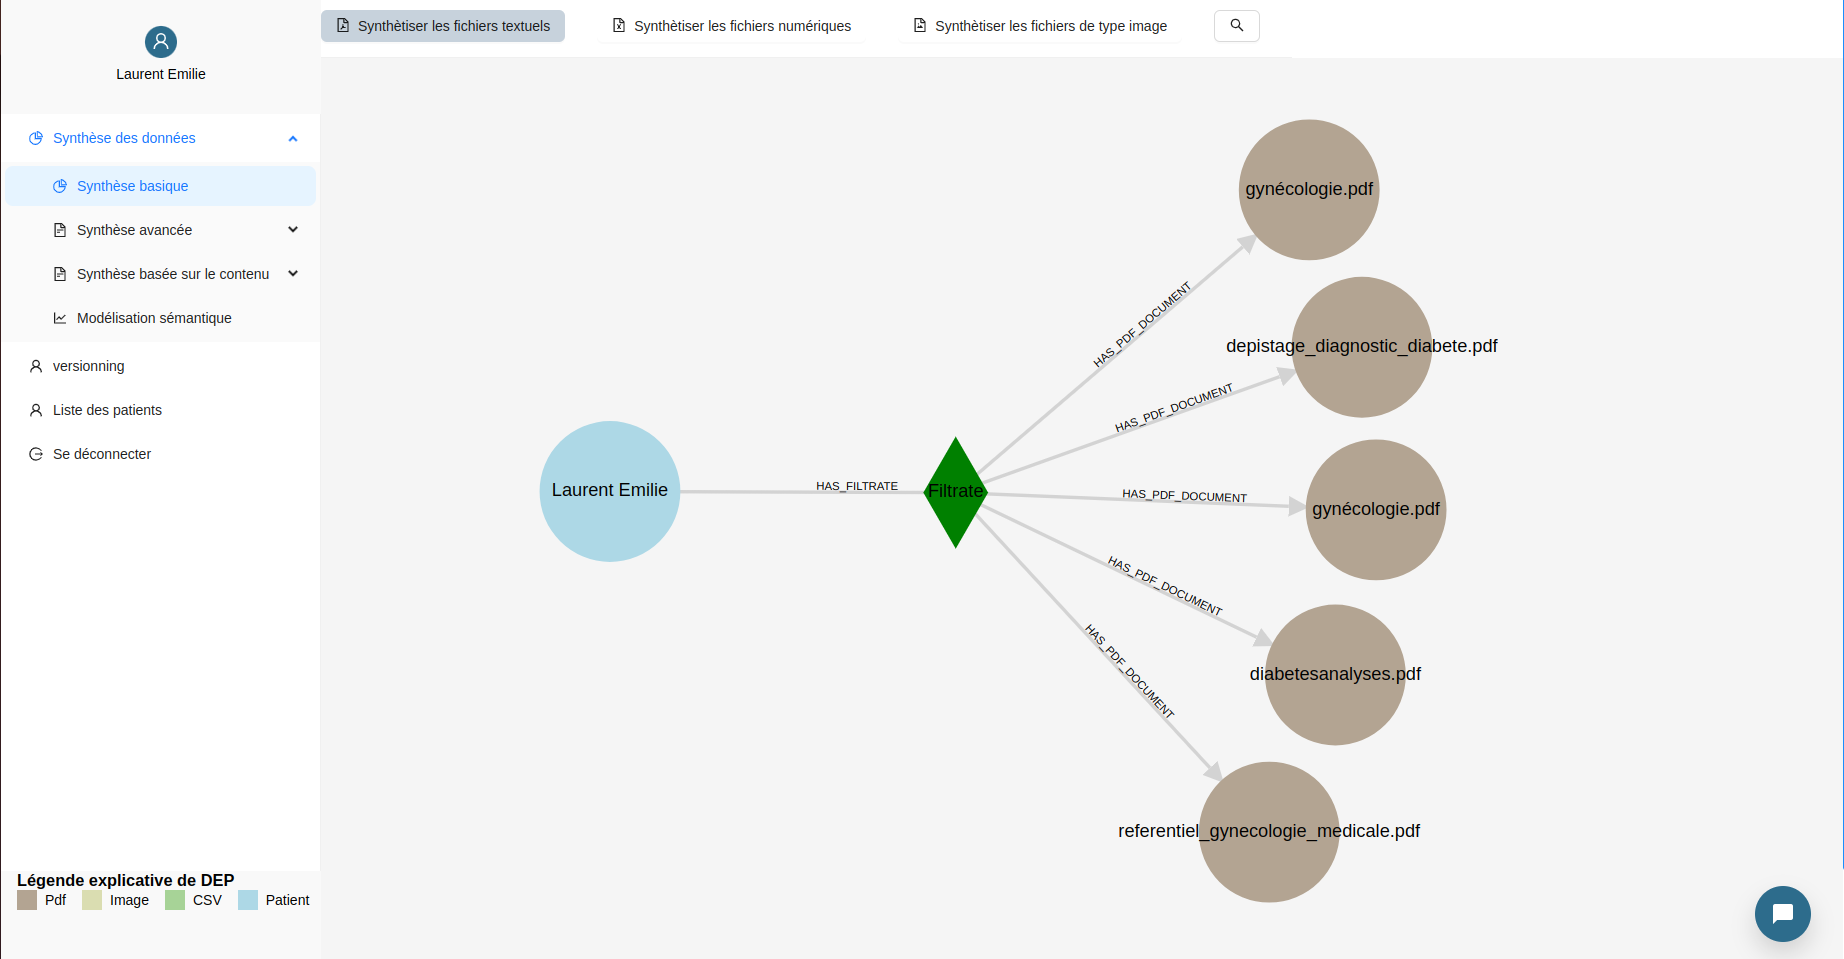 Laurent Emilie
Synthèse des données
Synthèse basique
Synthèse avancée
Synthèse basée sur le contenu
Modélisation sémantique
versionning
Liste des patients
Se déconnecter
Légende explicative de DEP
Pdf Image CSV Patient
Synthètiser les fichiers textuels Synthètiser les fichiers numériques Synthètiser les fichiers de type image
gynécologie.pdf
HAS_PDF_DOCUMENT
depistage_diagnostic_diabete.pdf
HAS_PDF_DOCUMENT
Laurent Emilie
HAS_FILTRATE
Filtrate
HAS_PDF_DOCUMENT
gynécologie.pdf
HAS_PDF_DOCUMENT
diabetesanalyses.pdf
HAS_PDF_DOCUMENT
referentiel_gynecologie_medicale.pdf